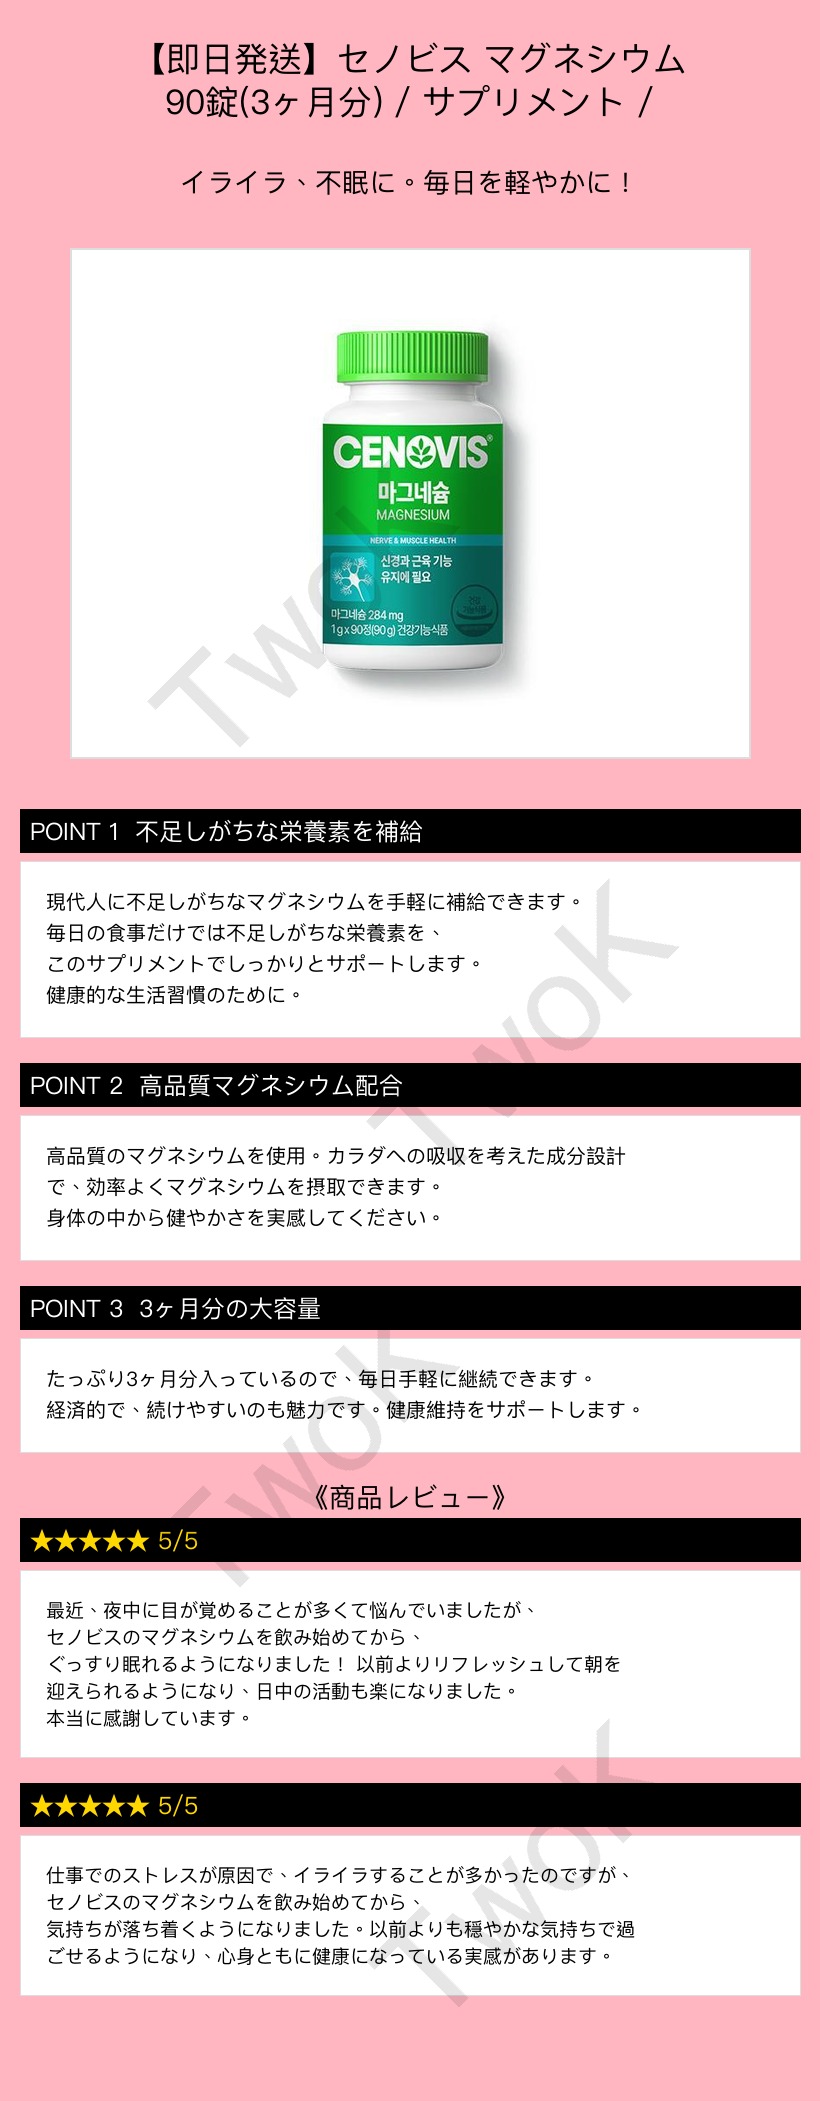 【即日発送】セノビス マグネシウム
90錠(3ヶ月分) / サプリメント /
イライラ、不眠に。毎日を軽やかに！
CENOVIS®
마그네슘
MAGNESIUM
NERVE & MUSCLE HEALTH
신경과 근육 기능
유지에 필요
건강
기능식품
마그네슘 284 mg
1 g x 90정(90 g) 건강기능식품
TwoK
POINT 1 不足しがちな栄養素を補給
現代人に不足しがちなマグネシウムを手軽に補給できます。
毎日の食事だけでは不足しがちな栄養素を、
このサプリメントでしっかりとサポートします。
健康的な生活習慣のために。
TwoK
POINT 2 高品質マグネシウム配合
高品質のマグネシウムを使用。カラダへの吸収を考えた成分設計
で、効率よくマグネシウムを摂取できます。
身体の中から健やかさを実感してください。
POINT 3 3ヶ月分の大容量
たっぷり3ヶ月分入っているので、毎日手軽に継続できます。
経済的で、続けやすいのも魅力です。健康維持をサポートします。
TwoK
《商品レビュー》
★★★★★ 5/5
最近、夜中に目が覚めることが多くて悩んでいましたが、
セノビスのマグネシウムを飲み始めてから、
ぐっすり眠れるようになりました！ 以前よりリフレッシュして朝を
迎えられるようになり、日中の活動も楽になりました。
本当に感謝しています。
★★★★★ 5/5
仕事でのストレスが原因で、イライラすることが多かったのですが、
セノビスのマグネシウムを飲み始めてから、
気持ちが落ち着くようになりました。以前よりも穏やかな気持ちで過
ごせるようになり、心身ともに健康になっている実感があります。
TwoK